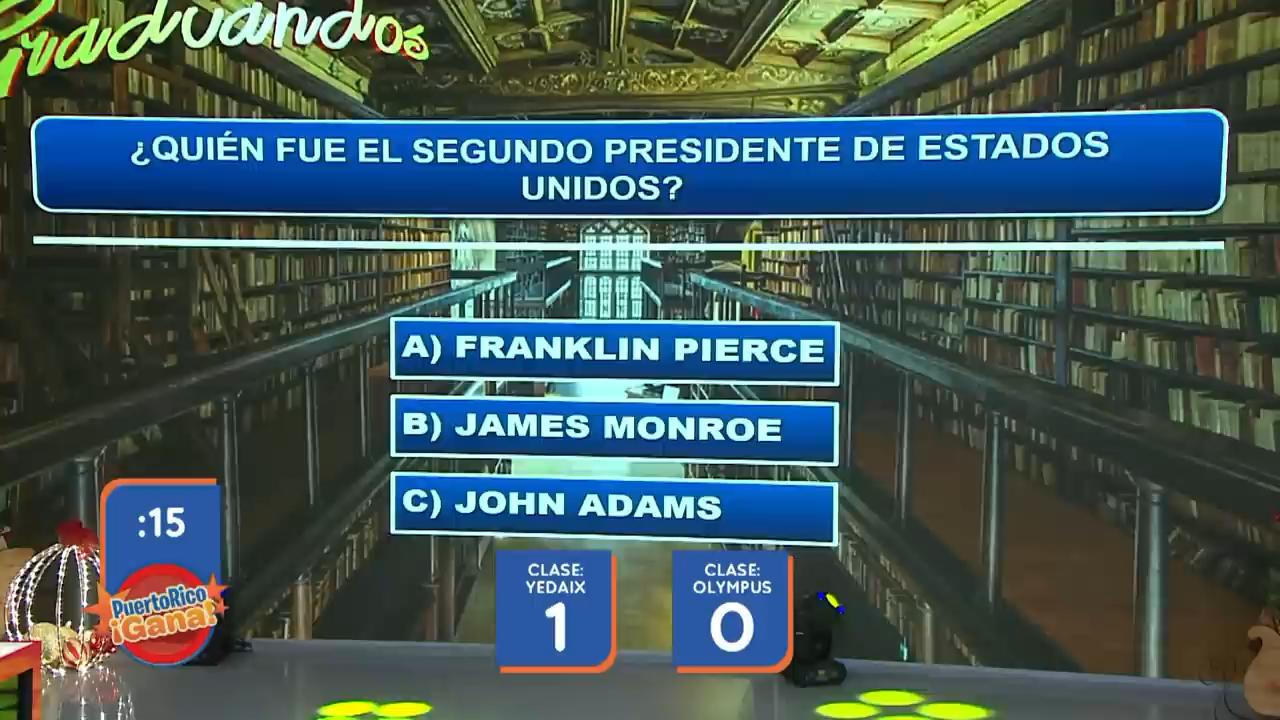 Graduandos
¿QUIÉN FUE EL SEGUNDO PRESIDENTE DE ESTADOS
UNIDOS?
A) FRANKLIN PIERCE
B) JAMES MONROE
C) JOHN ADAMS
:15
PuertoRico
¡Gana!
CLASE:
YEDAIX
1
CLASE:
OLYMPUS
0